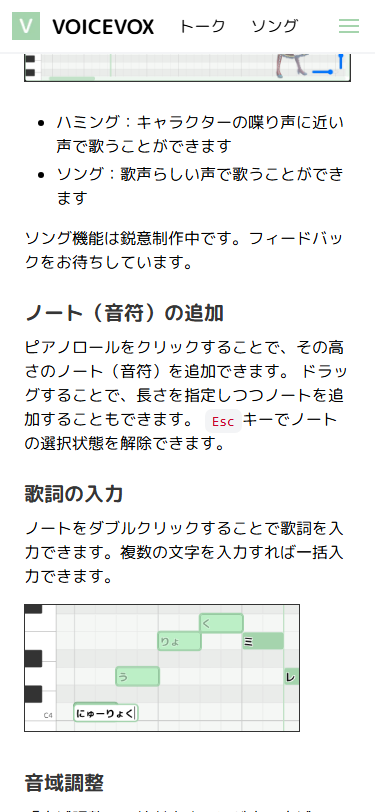 V VOICEVOX トーク ソング
ハミング：キャラクターの喋り声に近い
声で歌うことができます
ソング：歌声らしい声で歌うことができ
ます
ソング機能は鋭意制作中です。フィードバッ
クをお待ちしています。
ノート（音符）の追加
ピアノロールをクリックすることで、その高
さのノート（音符）を追加できます。 ドラッ
グすることで、長さを指定しつつノートを追
加することもできます。 Escキーでノート
の選択状態を解除できます。
歌詞の入力
ノートをダブルクリックすることで歌詞を入
力できます。複数の文字を入力すれば一括入
力できます。
く
りょ
ミ
う
レ
C4
にゅーりょく
音域調整